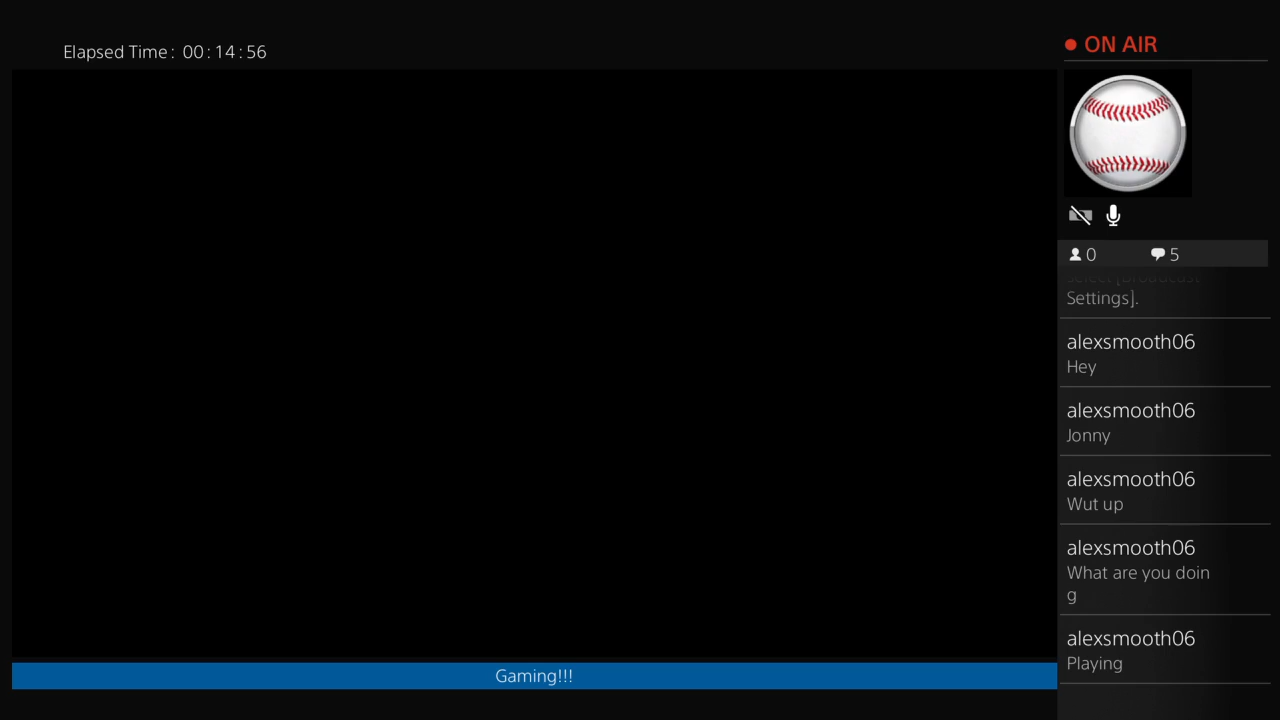 Elapsed Time: 00:14:56
ON AIR
0 5
Settings].
alexsmooth06
Hey
alexsmooth06
Jonny
alexsmooth06
Wut up
alexsmooth06
What are you doin
g
alexsmooth06
Playing
Gaming!!!